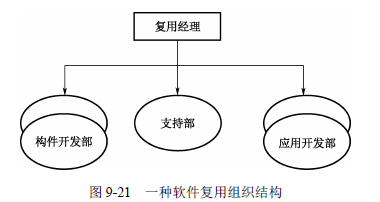 复用经理
构件开发部
支持部
应用开发部
图 9-21 一种软件复用组织结构